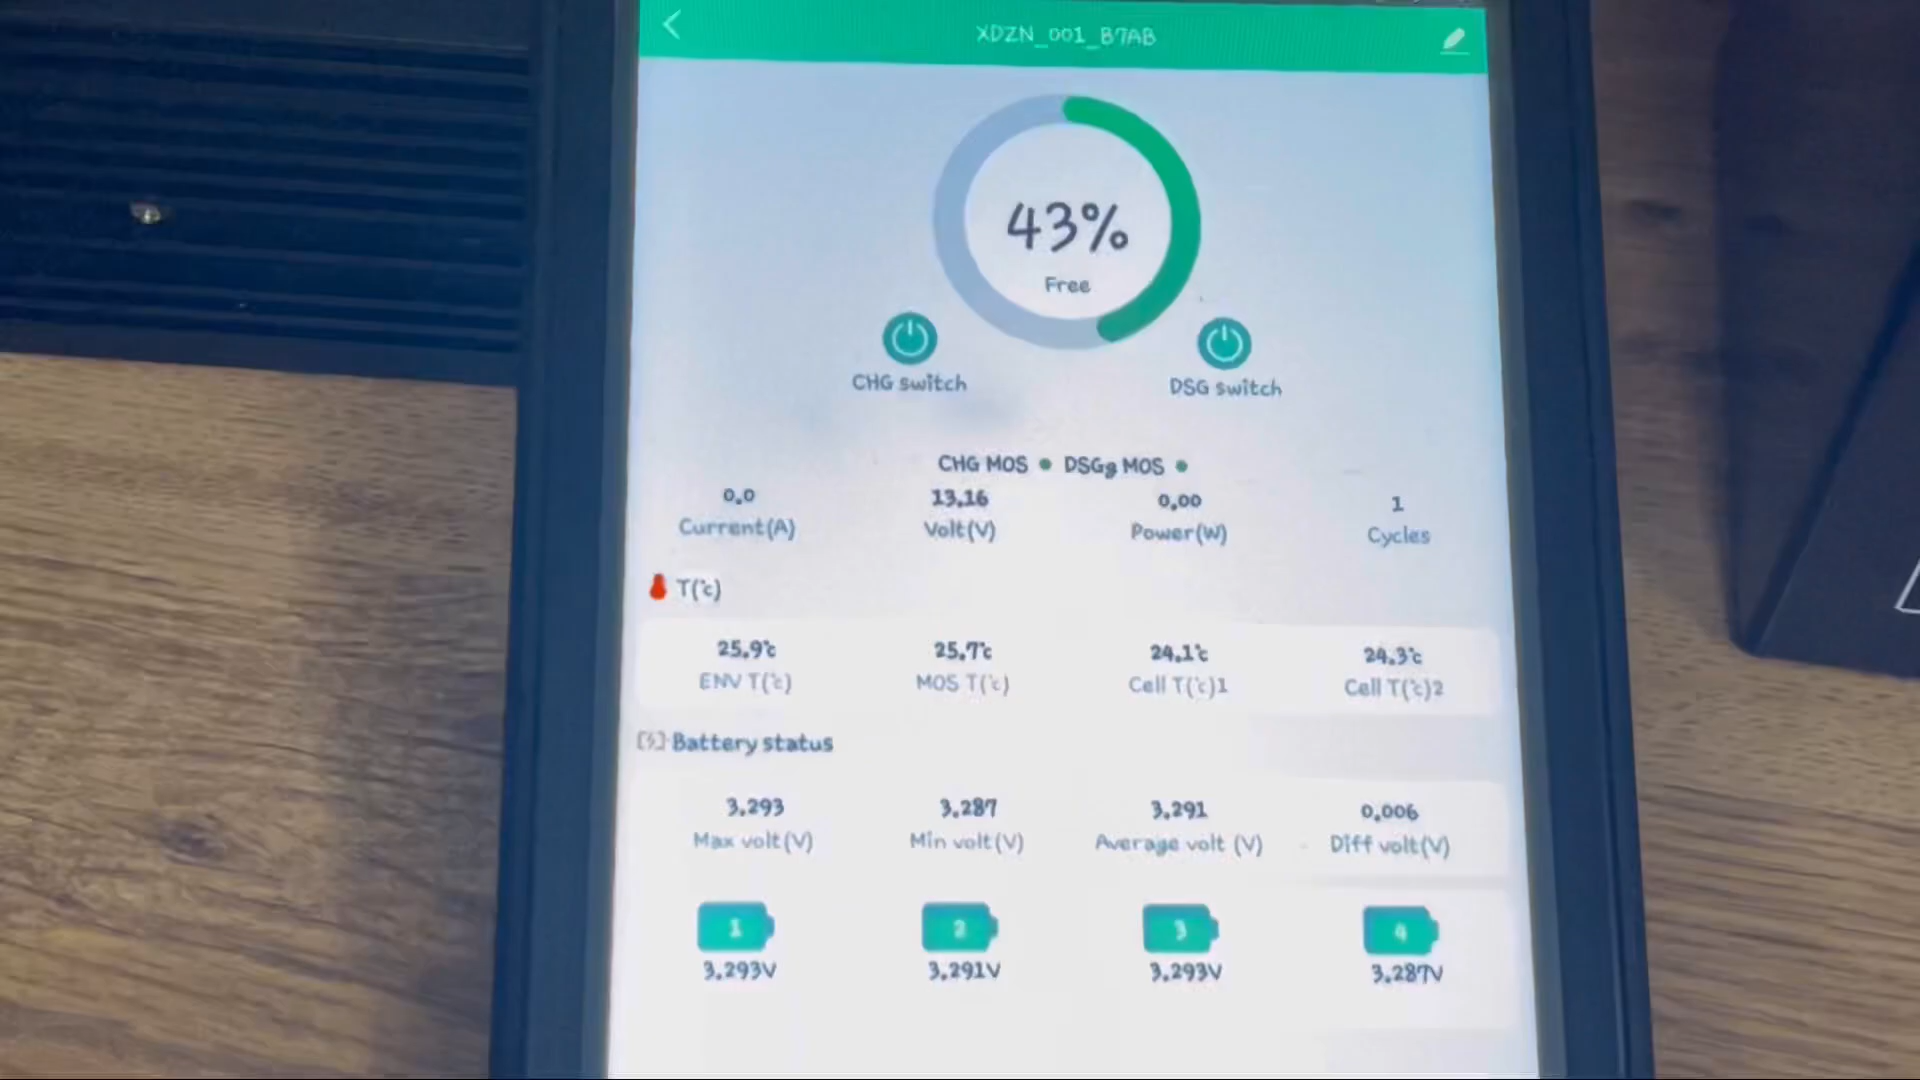 XDZN_001_B7AB
43%
Free
CHG switch
DSG switch
CHG MOS DSGg MOS
0.0 13.16 0.00 1
Current(A) Volt(V) Power(W) Cycles
T(℃)
25.9℃ 25.7℃ 24.1℃ 24.3℃
ENV T(℃) MOS T(℃) Cell T(℃)1 Cell T(℃)2
Battery status
3.293 3.287 3.291 0.006
Max volt(V) Min volt(V) Average volt (V) Diff volt(V)
1 2 3 4
3.293V 3.291V 3.293V 3.287V